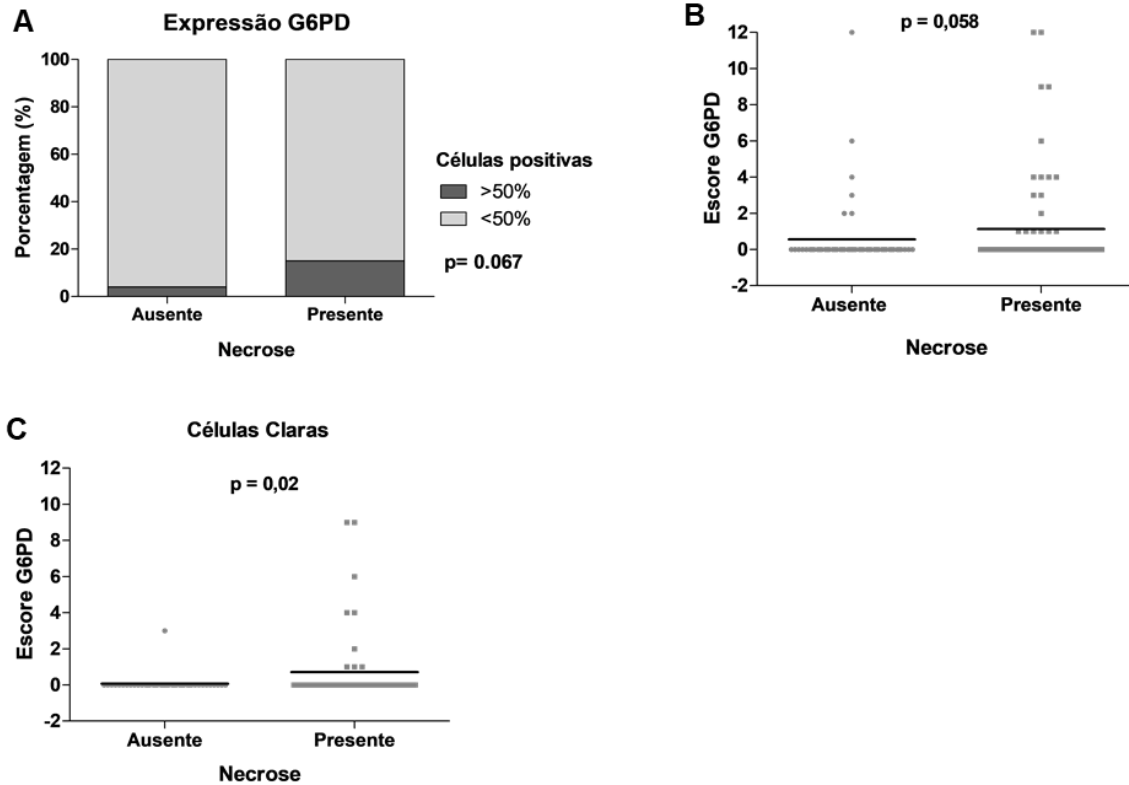 A
Expressão G6PD
Porcentagem (%)
100
80
60
40
20
0
Ausente
Presente
Necrose
Células positivas
>50%
<50%
p= 0.067
B
p = 0,058
Escore G6PD
12
10
8
6
4
2
0
-2
Ausente
Presente
Necrose
C
Células Claras
p = 0,02
Escore G6PD
12
10
8
6
4
2
0
-2
Ausente
Presente
Necrose